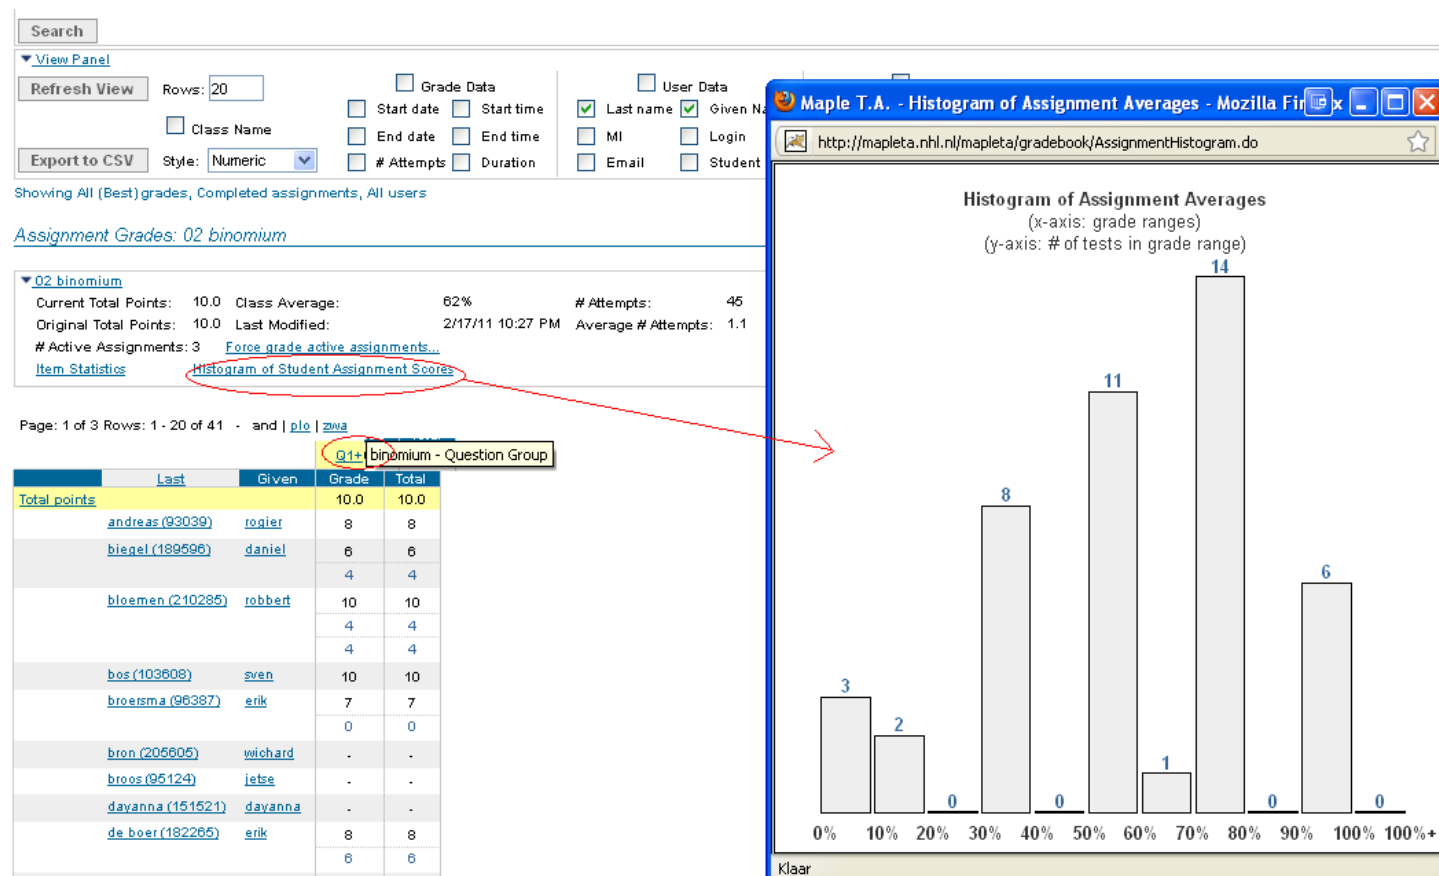 Search
View Panel
Refresh View Rows: 20 Grade Data User Data
Start date Start time Last name Given Na
Class Name
End date End time MI Login
Export to CSV Style: Numeric # Attempts Duration Email Student
Showing All (Best) grades, Completed assignments, All users
Assignment Grades: 02 binomium
02 binomium
Current Total Points: 10.0 Class Average: 62% # Attempts: 45
Original Total Points: 10.0 Last Modified: 2/17/11 10:27 PM Average # Attempts: 1.1
# Active Assignments: 3 Force grade active assignments...
Item Statistics Histogram of Student Assignment Scores
Page: 1 of 3 Rows: 1 - 20 of 41 - and | plo | zwa
Q1+ binomium - Question Group
Last Given Grade Total
Total points 10.0 10.0
andreas (93039) rogier 8 8
biegel (189596) daniel 6 6
4 4
bloemen (210285) robbert 10 10
4 4
4 4
bos (103608) sven 10 10
broersma (96387) erik 7 7
0 0
bron (205605) wichard - -
broos (95124) jetse - -
dayanna (151521) dayanna - -
de boer (182265) erik 8 8
6 6
Maple T.A. - Histogram of Assignment Averages - Mozilla Fir x
http://mapleta.nhl.nl/mapleta/gradebook/AssignmentHistogram.do
Histogram of Assignment Averages
(x-axis: grade ranges)
(y-axis: # of tests in grade range)
14
11
8
6
3
2
1
0 0 0 0
0% 10% 20% 30% 40% 50% 60% 70% 80% 90% 100% 100%+
Klaar